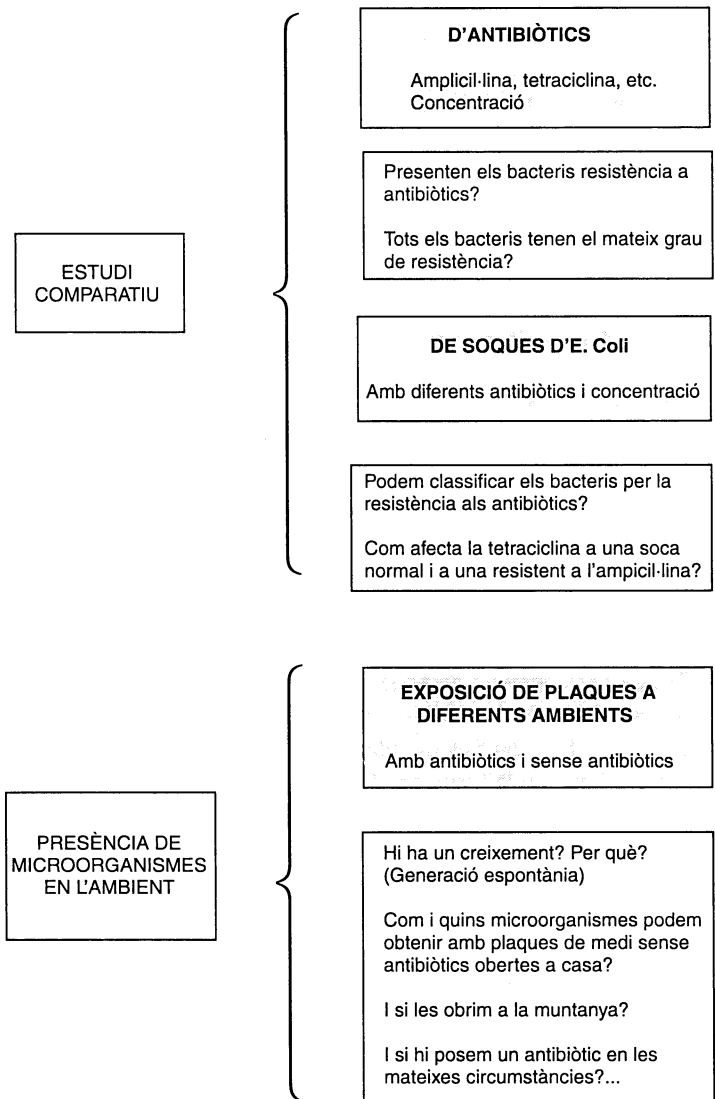 D'ANTIBIÒTICS
Amplicil·lina, tetraciclina, etc.
Concentració
Presenten els bacteris resistència a
antibiòtics?
Tots els bacteris tenen el mateix grau
de resistència?
ESTUDI
COMPARATIU
DE SOQUES D'E. Coli
Amb diferents antibiòtics i concentració
Podem classificar els bacteris per la
resistència als antibiòtics?
Com afecta la tetraciclina a una soca
normal i a una resistent a l'ampicil·lina?
EXPOSICIÓ DE PLAQUES A
DIFERENTS AMBIENTS
Amb antibiòtics i sense antibiòtics
PRESÈNCIA DE
MICROORGANISMES
EN L'AMBIENT
Hi ha un creixement? Per què?
(Generació espontània)
Com i quins microorganismes podem
obtenir amb plaques de medi sense
antibiòtics obertes a casa?
I si les obrim a la muntanya?
I si hi posem un antibiòtic en les
mateixes circumstàncies?...